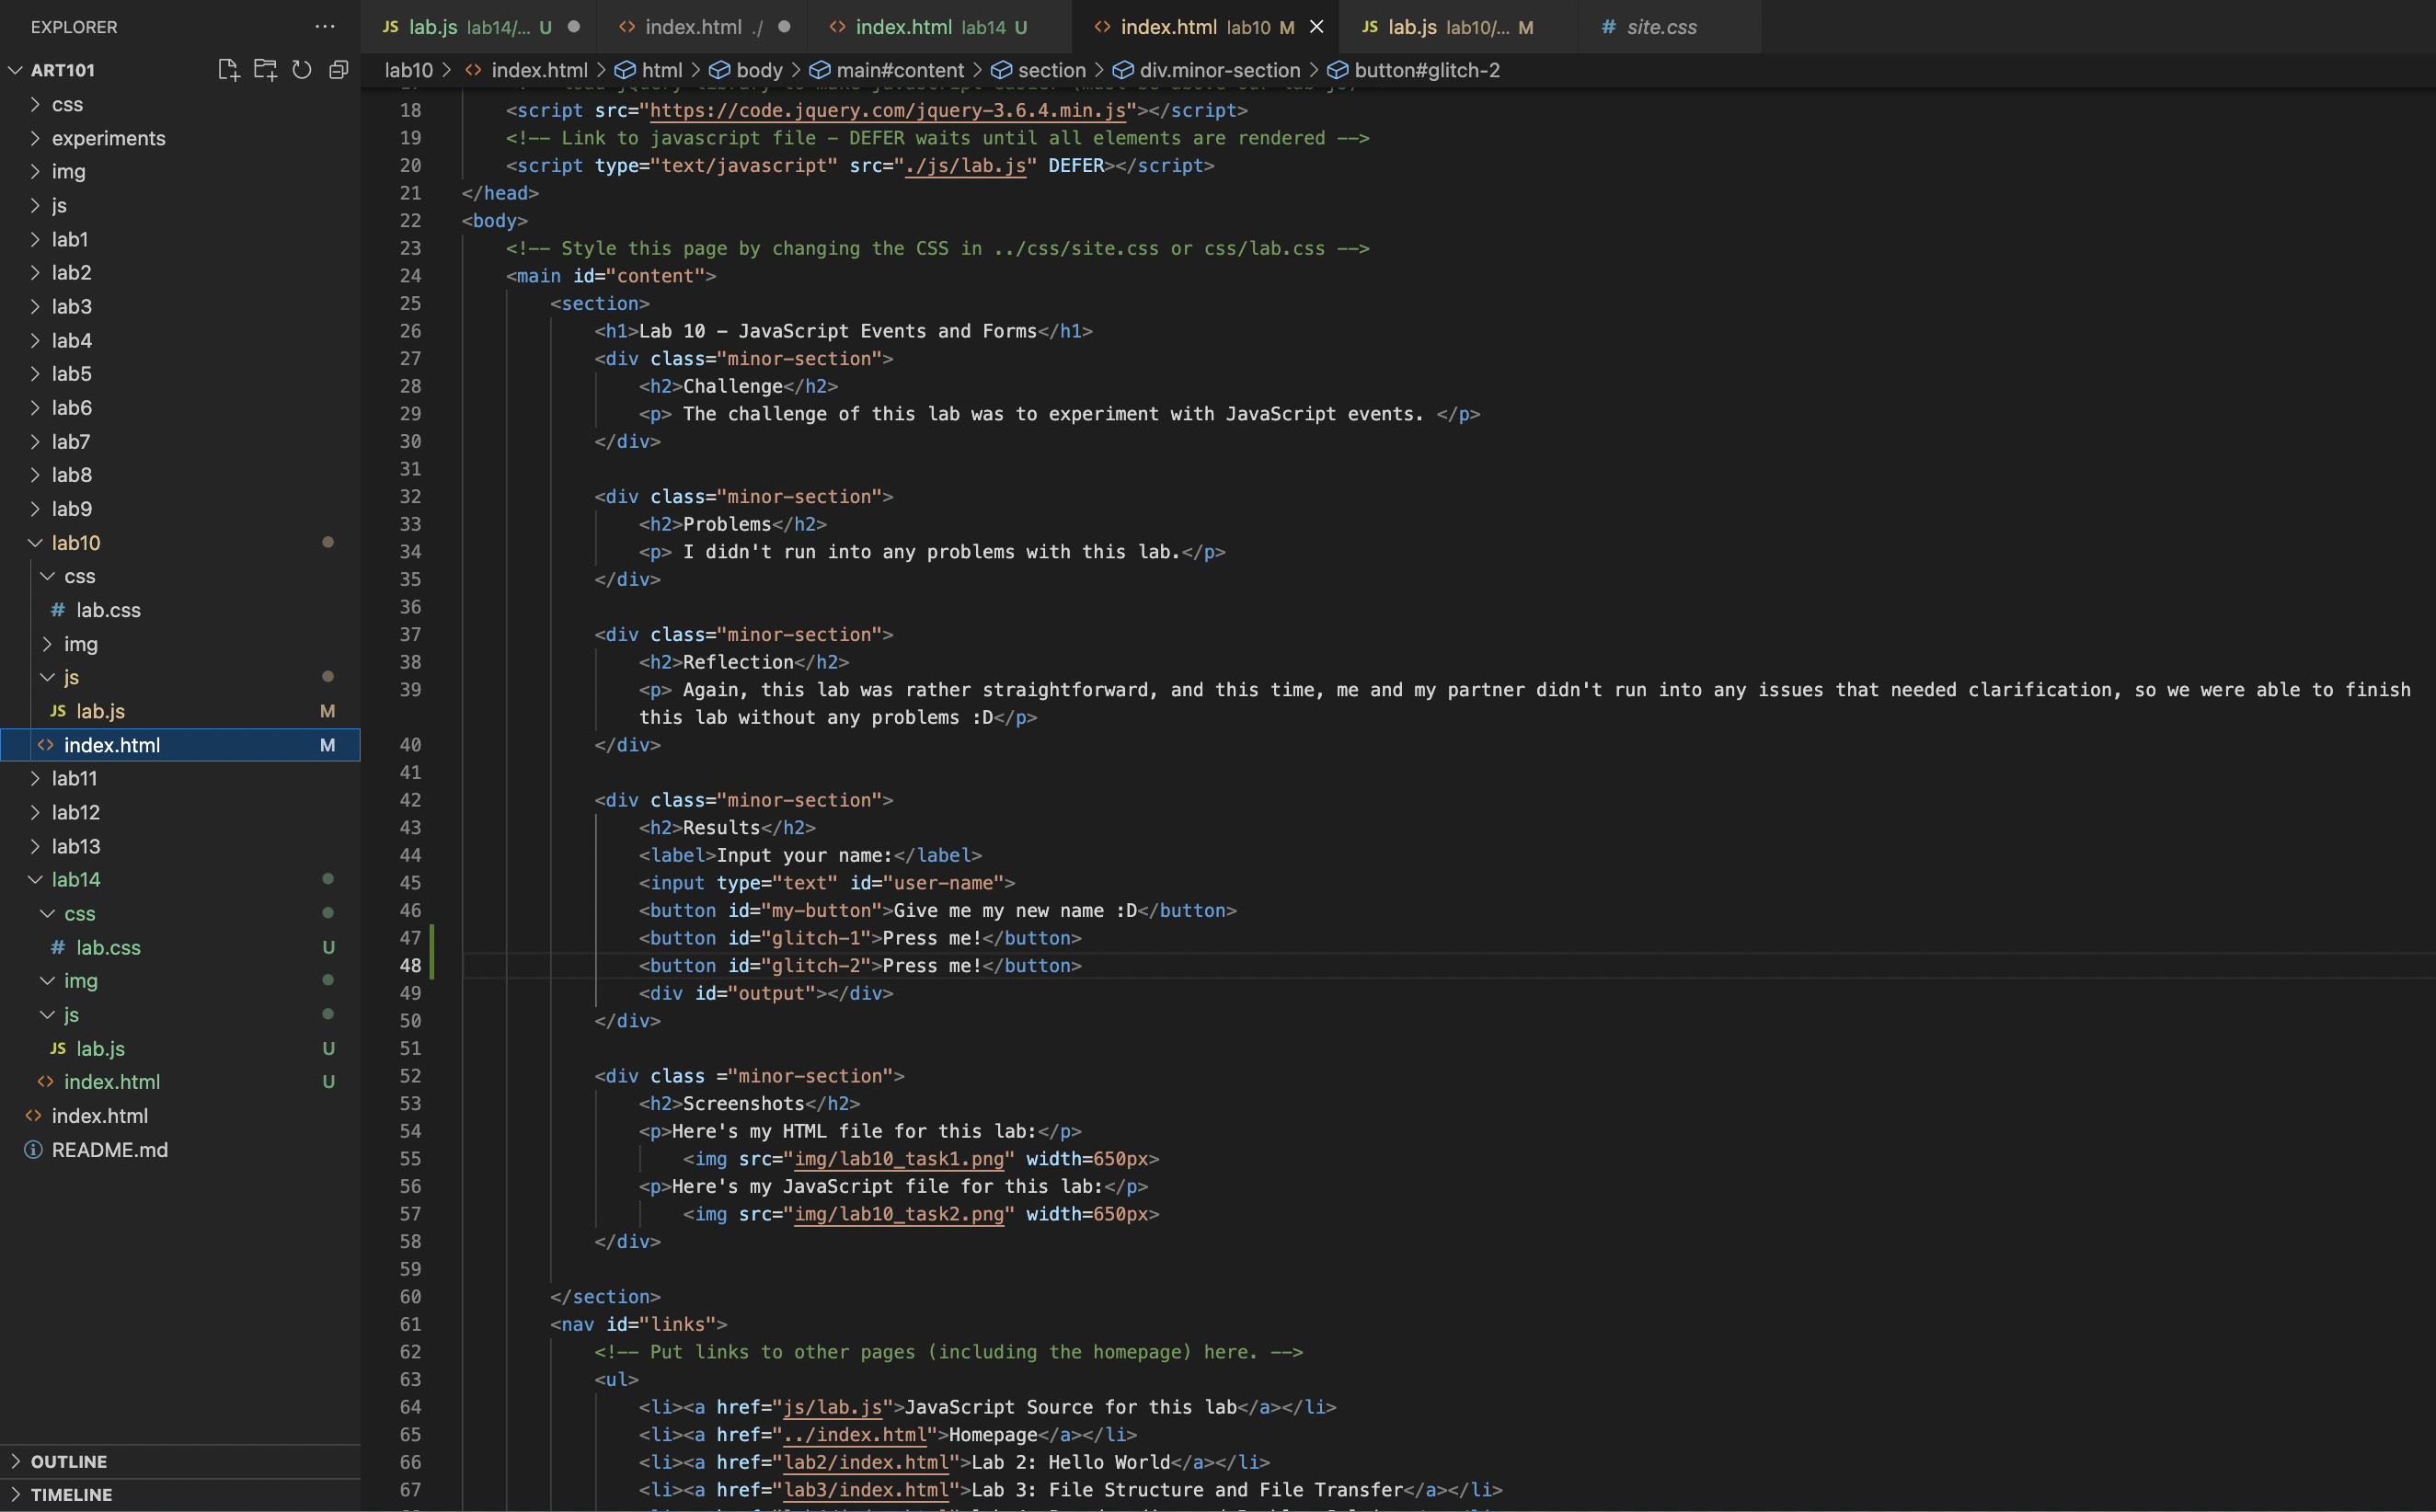 EXPLORER
ART101
css
experiments
img
js
lab1
lab2
lab3
lab4
lab5
lab6
lab7
lab8
lab9
lab10
css
# lab.css
img
js
JS lab.js M
<> index.html M
lab11
lab12
lab13
lab14
css
# lab.css U
img
js
JS lab.js U
<> index.html U
<> index.html
README.md
OUTLINE
TIMELINE
JS lab.js lab14/... U
<> index.html ./
<> index.html lab14 U
<> index.html lab10 M
JS lab.js lab10/... M
# site.css
lab10 > <> index.html > html > body > main#content > section > div.minor-section > button#glitch-2
18 <script src="https://code.jquery.com/jquery-3.6.4.min.js"></script>
19 <!-- Link to javascript file - DEFER waits until all elements are rendered -->
20 <script type="text/javascript" src="./js/lab.js" DEFER></script>
21 </head>
22 <body>
23 <!-- Style this page by changing the CSS in ../css/site.css or css/lab.css -->
24 <main id="content">
25 <section>
26 <h1>Lab 10 - JavaScript Events and Forms</h1>
27 <div class="minor-section">
28 <h2>Challenge</h2>
29 <p> The challenge of this lab was to experiment with JavaScript events. </p>
30 </div>
31
32 <div class="minor-section">
33 <h2>Problems</h2>
34 <p> I didn't run into any problems with this lab.</p>
35 </div>
36
37 <div class="minor-section">
38 <h2>Reflection</h2>
39 <p> Again, this lab was rather straightforward, and this time, me and my partner didn't run into any issues that needed clarification, so we were able to finish
this lab without any problems :D</p>
40 </div>
41
42 <div class="minor-section">
43 <h2>Results</h2>
44 <label>Input your name:</label>
45 <input type="text" id="user-name">
46 <button id="my-button">Give me my new name :D</button>
47 <button id="glitch-1">Press me!</button>
48 <button id="glitch-2">Press me!</button>
49 <div id="output"></div>
50 </div>
51
52 <div class ="minor-section">
53 <h2>Screenshots</h2>
54 <p>Here's my HTML file for this lab:</p>
55 <img src="img/lab10_task1.png" width=650px>
56 <p>Here's my JavaScript file for this lab:</p>
57 <img src="img/lab10_task2.png" width=650px>
58 </div>
59
60 </section>
61 <nav id="links">
62 <!-- Put links to other pages (including the homepage) here. -->
63 <ul>
64 <li><a href="js/lab.js">JavaScript Source for this lab</a></li>
65 <li><a href="../index.html">Homepage</a></li>
66 <li><a href="lab2/index.html">Lab 2: Hello World</a></li>
67 <li><a href="lab3/index.html">Lab 3: File Structure and File Transfer</a></li>